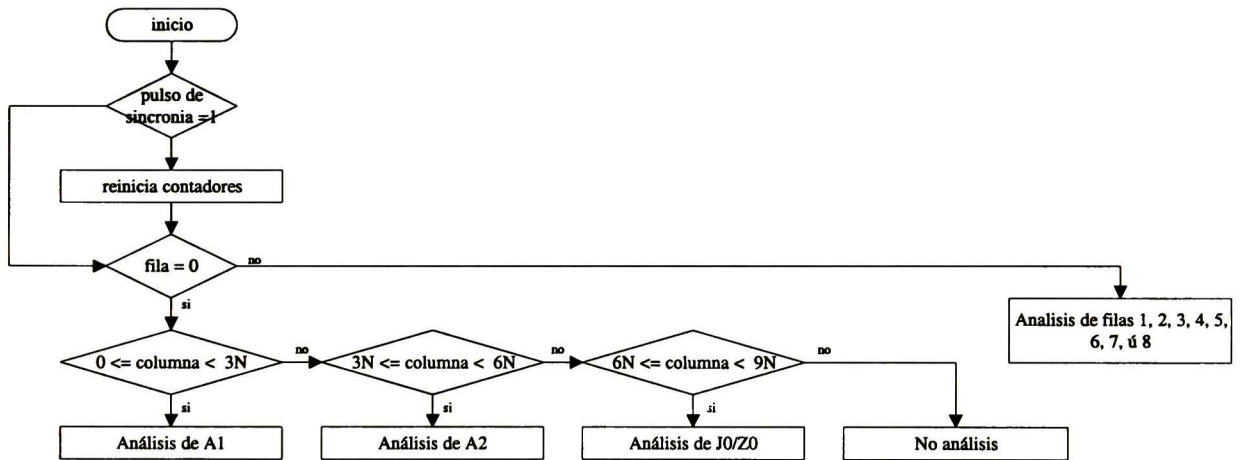 inicio
pulso de
sincronia =1
reinicia contadores
fila = 0
no
si
Analisis de filas 1, 2, 3, 4, 5,
6, 7, ú 8
0 <= columna < 3N
no
3N <= columna < 6N
no
6N <= columna < 9N
no
si
si
si
Análisis de A1
Análisis de A2
Análisis de J0/Z0
No análisis